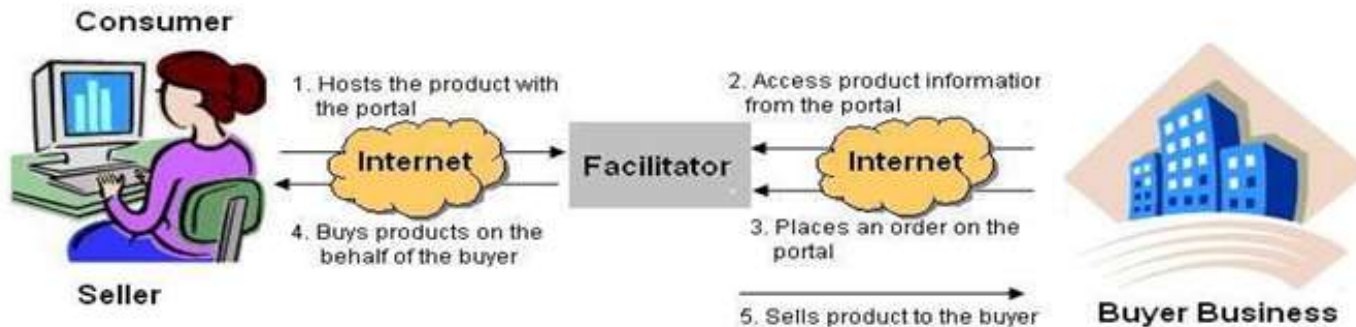 Consumer
1. Hosts the product with
the portal
2. Access product information
from the portal
Internet
Facilitator
Internet
4. Buys products on the
behalf of the buyer
3. Places an order on the
portal
Seller
5. Sells product to the buyer
Buyer Business